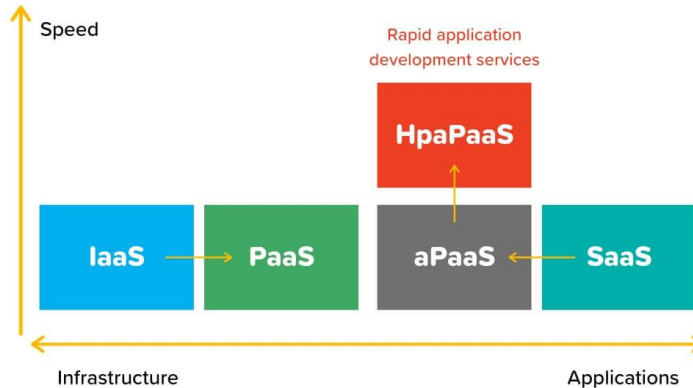 Speed
Rapid application
development services
HpaPaaS
IaaS
PaaS
aPaaS
SaaS
Infrastructure
Applications